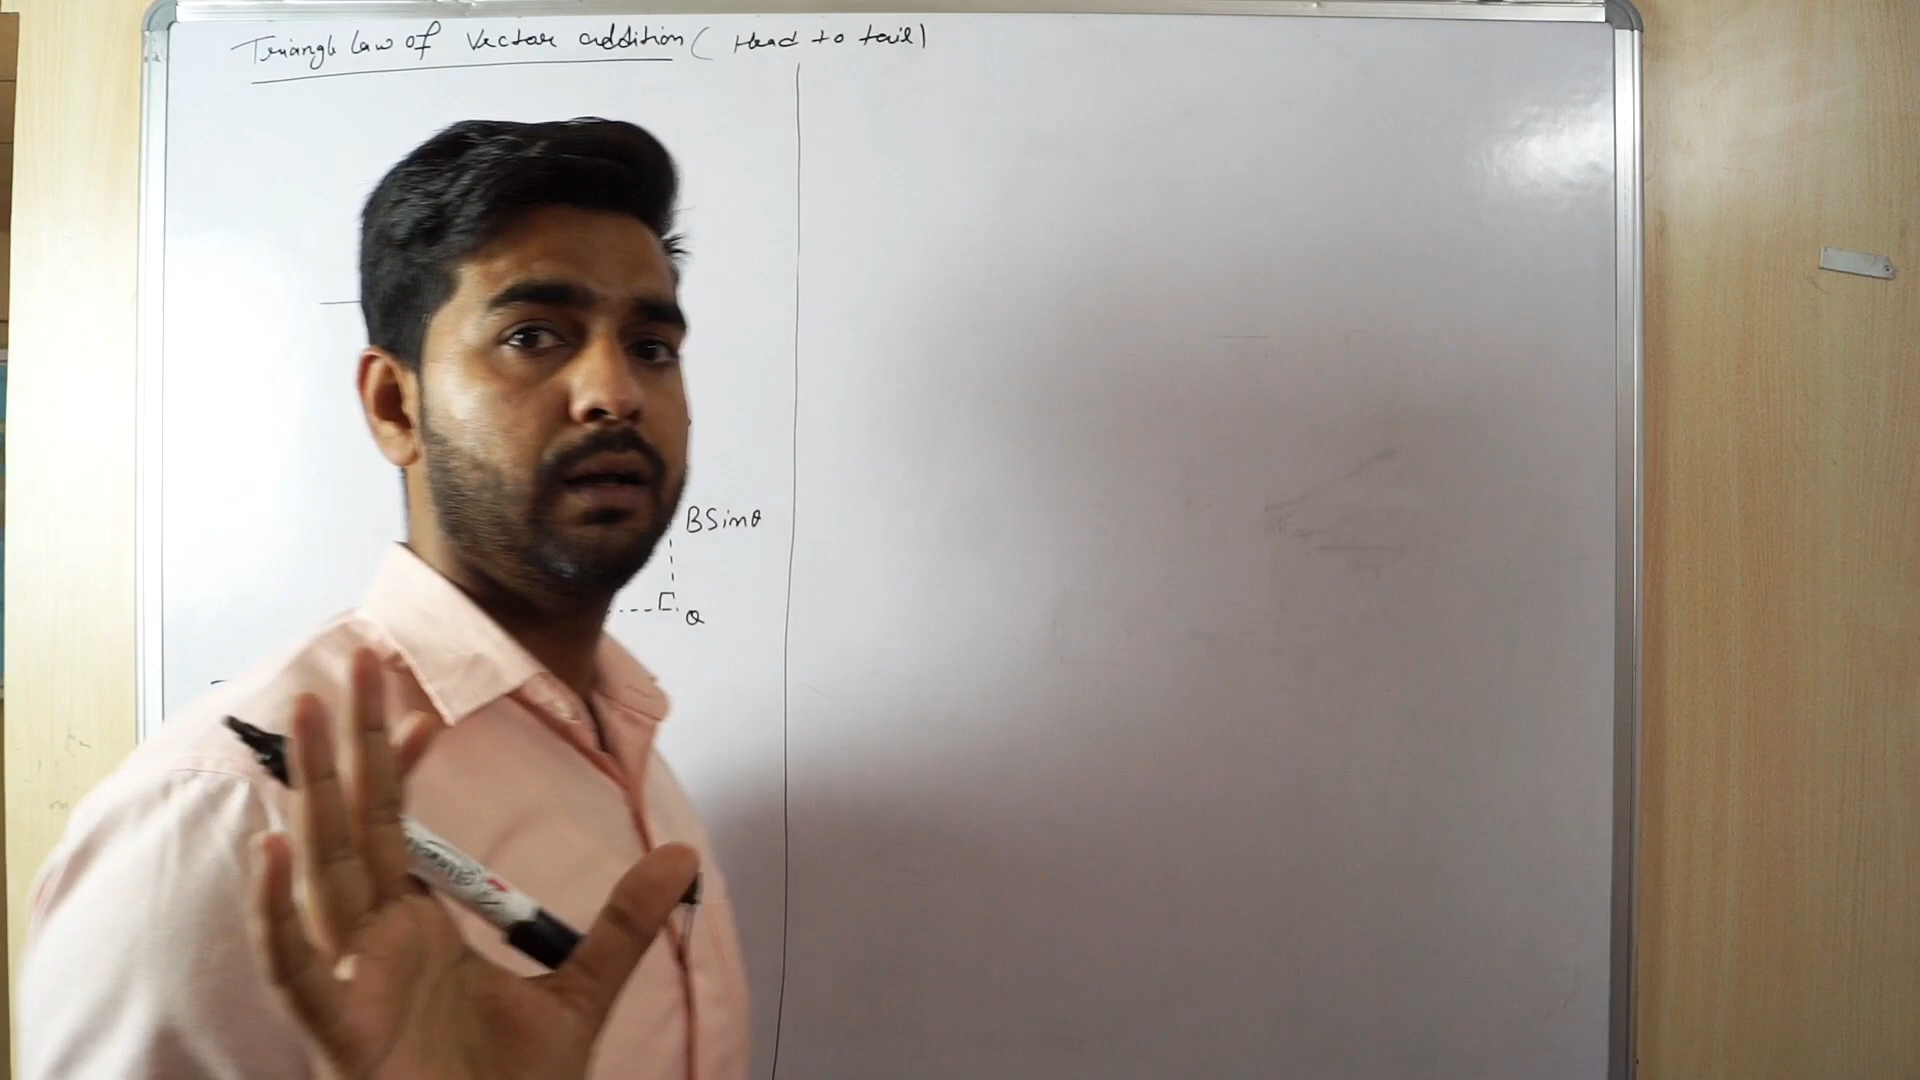 Triangle law of Vector addition ( Head to tail )
BSinθ
Q